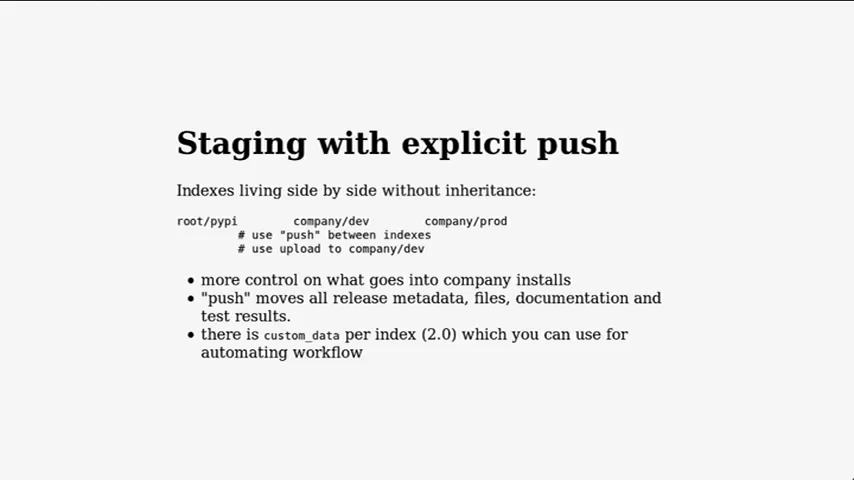 Staging with explicit push
Indexes living side by side without inheritance:
root/pypi        company/dev        company/prod
# use "push" between indexes
# use upload to company/dev
• more control on what goes into company installs
• "push" moves all release metadata, files, documentation and
test results.
• there is custom_data per index (2.0) which you can use for
automating workflow